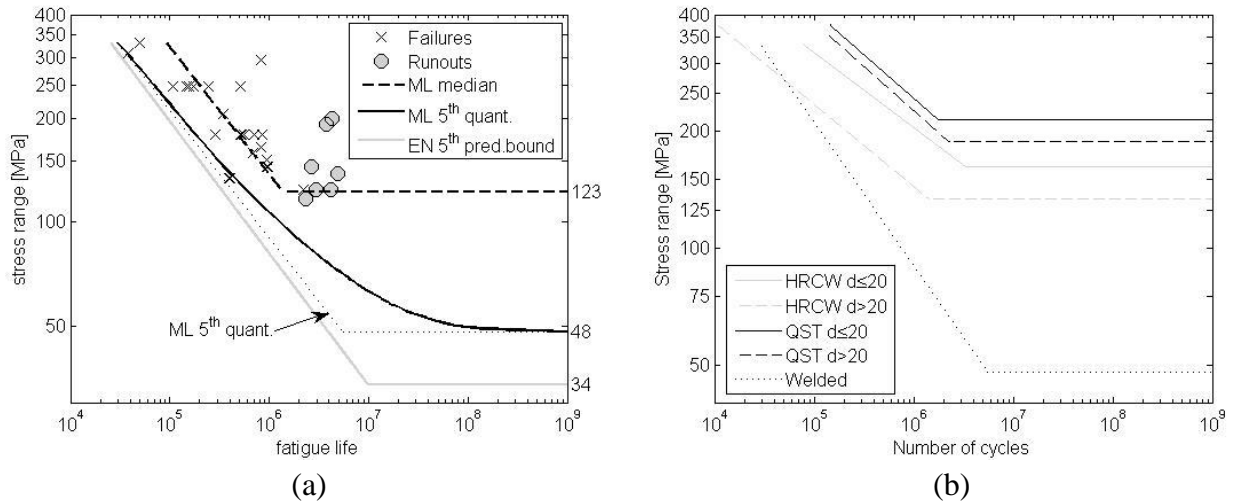 400
350
300
250
200
150
100
50
stress range [MPa]
Failures
Runouts
ML median
ML 5th quant.
EN 5th pred.bound
ML 5th quant.
123
48
34
10^4
10^5
10^6
10^7
10^8
10^9
fatigue life
(a)
400
350
300
250
200
150
125
100
75
50
Stress range [MPa]
HRCW d≤20
HRCW d>20
QST d≤20
QST d>20
Welded
10^4
10^5
10^6
10^7
10^8
10^9
Number of cycles
(b)